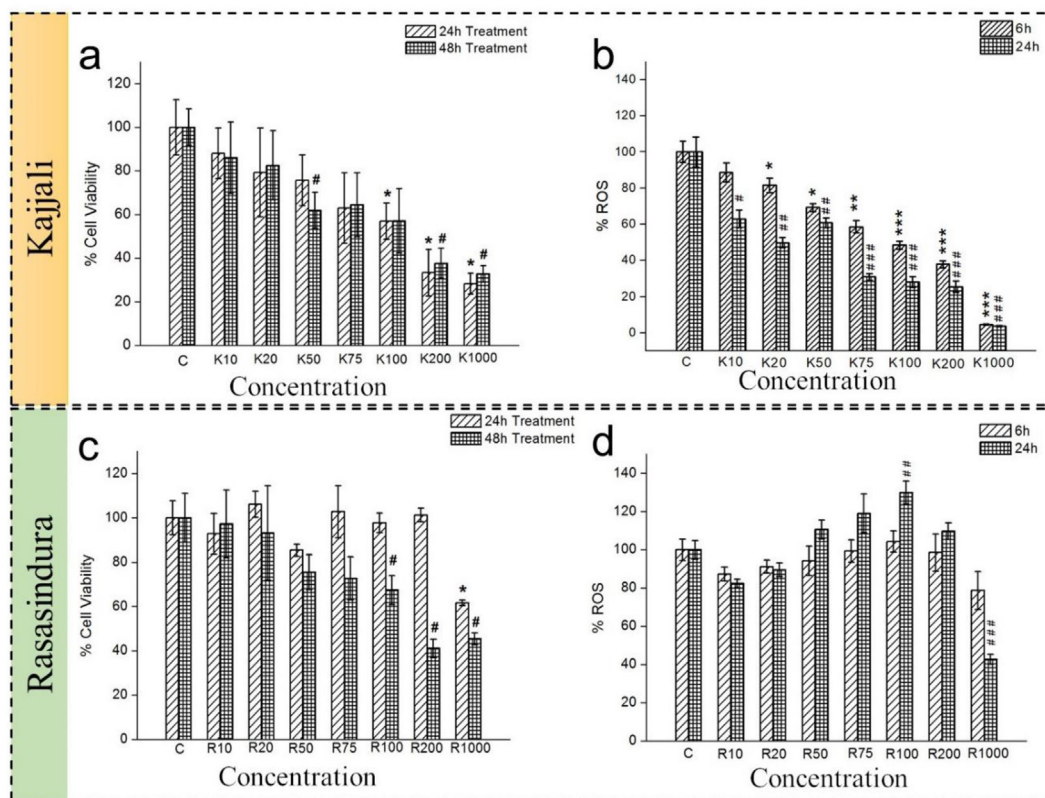 Kajjali
a
24h Treatment
48h Treatment
% Cell Viability
120
100
80
60
40
20
0
#
*
*
#
*
#
C K10 K20 K50 K75 K100 K200 K1000
Concentration
b
6h
24h
% ROS
140
120
100
80
60
40
20
0
#
*
##
*
##
**
###
***
###
***
###
***
###
C K10 K20 K50 K75 K100 K200 K1000
Concentration
Rasasindura
c
24h Treatment
48h Treatment
% Cell Viability
120
100
80
60
40
20
0
#
#
*
#
C R10 R20 R50 R75 R100 R200 R1000
Concentration
d
6h
24h
% ROS
140
120
100
80
60
40
20
0
##
###
C R10 R20 R50 R75 R100 R200 R1000
Concentration